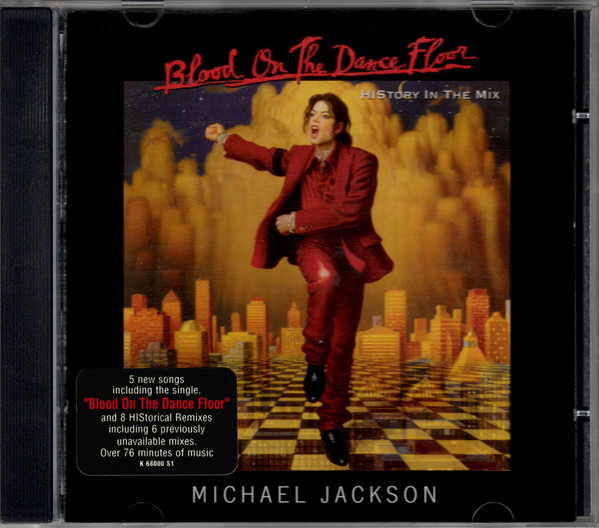 Blood On The Dance Floor
HIStory In The Mix
5 new songs
including the single,
"Blood On The Dance Floor"
and 8 HIStorical Remixes
including 6 previously
unavailable mixes.
Over 76 minutes of music
K 68000 S1
MICHAEL JACKSON